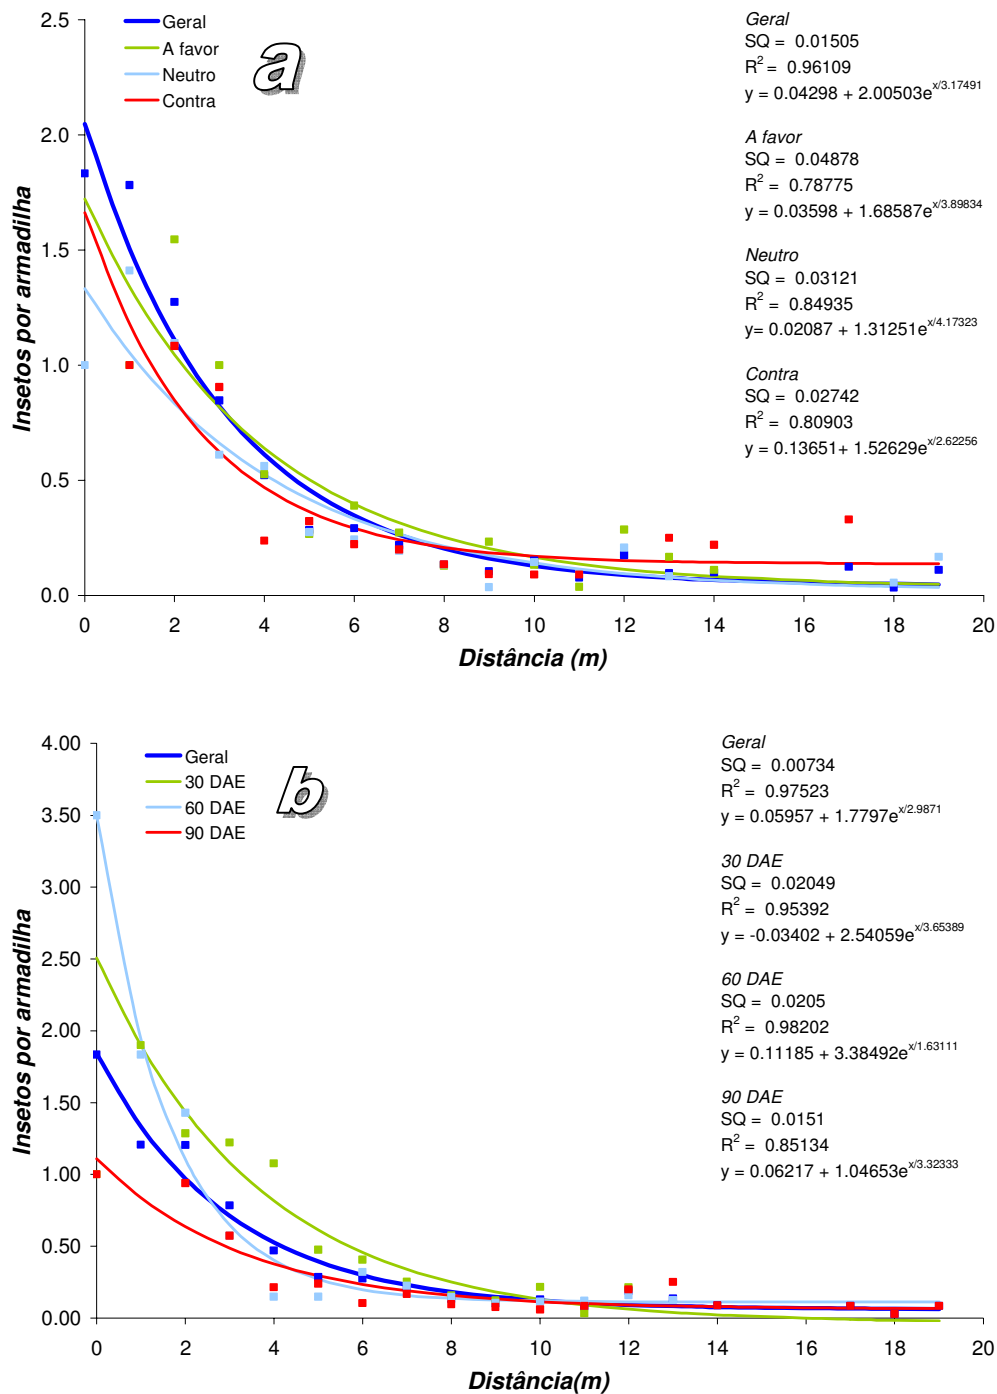 2.5
2.0
1.5
1.0
0.5
0.0
Insetos por armadilha
Geral
A favor
Neutro
Contra
a
Geral
SQ = 0.01505
R² = 0.96109
y = 0.04298 + 2.00503e^x/3.17491
A favor
SQ = 0.04878
R² = 0.78775
y = 0.03598 + 1.68587e^x/3.89834
Neutro
SQ = 0.03121
R² = 0.84935
y= 0.02087 + 1.31251e^x/4.17323
Contra
SQ = 0.02742
R² = 0.80903
y = 0.13651+ 1.52629e^x/2.62256
0 2 4 6 8 10 12 14 16 18 20
Distância (m)
4.00
3.50
3.00
2.50
2.00
1.50
1.00
0.50
0.00
Insetos por armadilha
Geral
30 DAE
60 DAE
90 DAE
b
Geral
SQ = 0.00734
R² = 0.97523
y = 0.05957 + 1.7797e^x/2.9871
30 DAE
SQ = 0.02049
R² = 0.95392
y = -0.03402 + 2.54059e^x/3.65389
60 DAE
SQ = 0.0205
R² = 0.98202
y = 0.11185 + 3.38492e^x/1.63111
90 DAE
SQ = 0.0151
R² = 0.85134
y = 0.06217 + 1.04653e^x/3.32333
0 2 4 6 8 10 12 14 16 18 20
Distância(m)